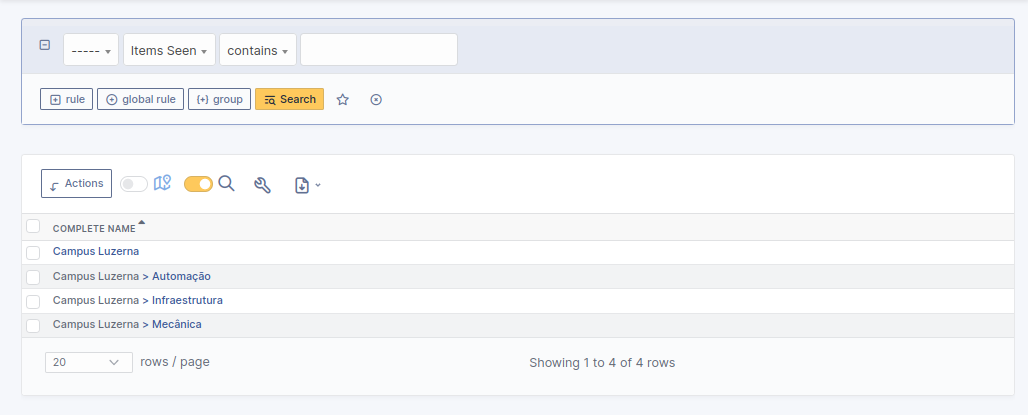 ----- Items Seen contains
rule global rule {+} group Search
Actions
COMPLETE NAME
Campus Luzerna
Campus Luzerna > Automação
Campus Luzerna > Infraestrutura
Campus Luzerna > Mecânica
20 rows / page Showing 1 to 4 of 4 rows